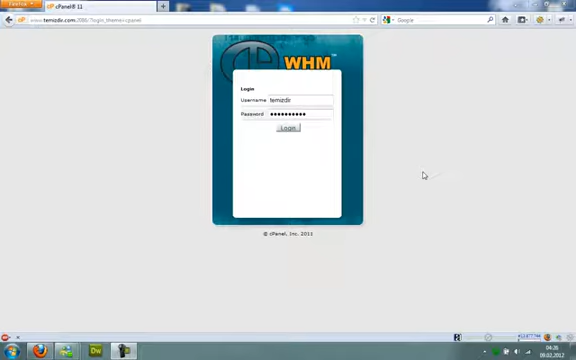 Firefox
cPanel® 11
www.temizdir.com:2086/?login_theme=cpanel
Google
WHM
Login
Username temizdir
Password ••••••••••
Login
© cPanel, Inc. 2011
Dw
04:26
09.02.2012